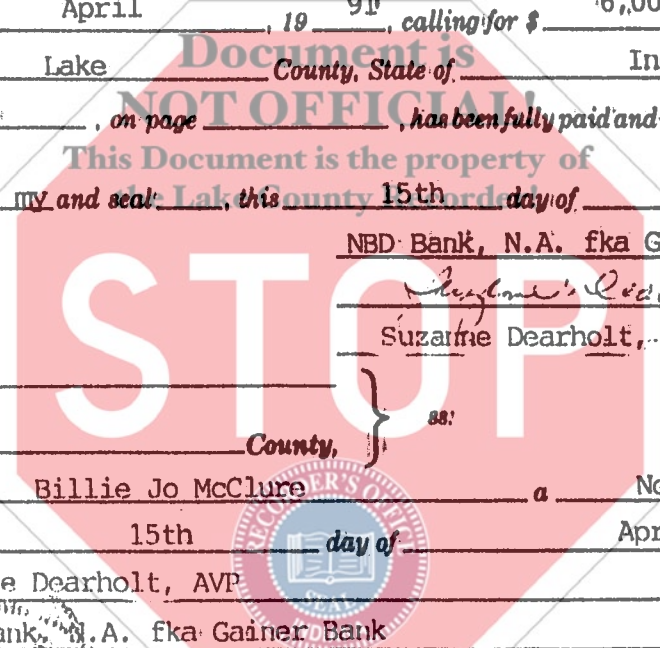 April , 19 91 , calling for $ 6,00
Document is
Lake County, State of In
NOT OFFICIAL!
, on page , has been fully paid and
This Document is the property of
the Lake County Recorder!
my and seal , this 15th day of
NBD Bank, N.A. fka G
STOP
Suzanne Dearholt,
} ss:
County,
Billie Jo McClure a No
RECORDER'S OFFICE
15th day of Apr
e Dearholt, AVP
SEAL
ank, N.A. fka Gainer Bank